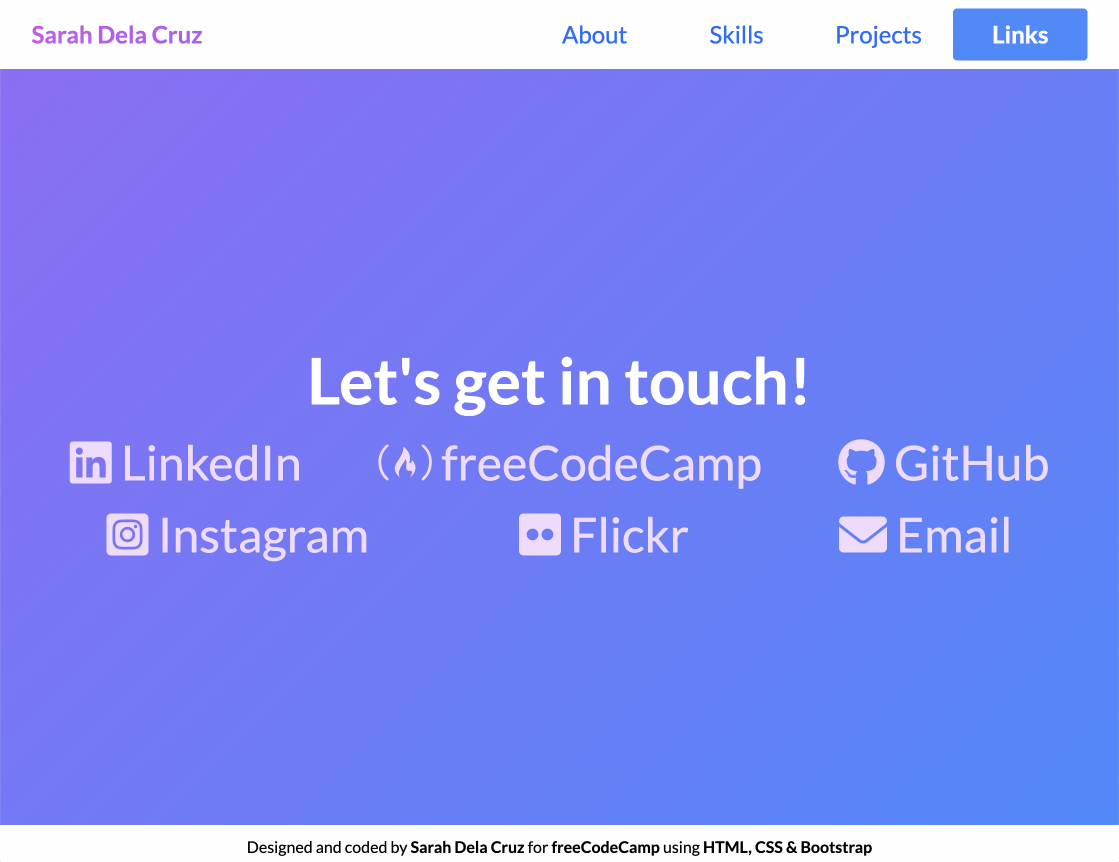 Sarah Dela Cruz About Skills Projects Links
Let's get in touch!
LinkedIn freeCodeCamp GitHub
Instagram Flickr Email
Designed and coded by Sarah Dela Cruz for freeCodeCamp using HTML, CSS & Bootstrap